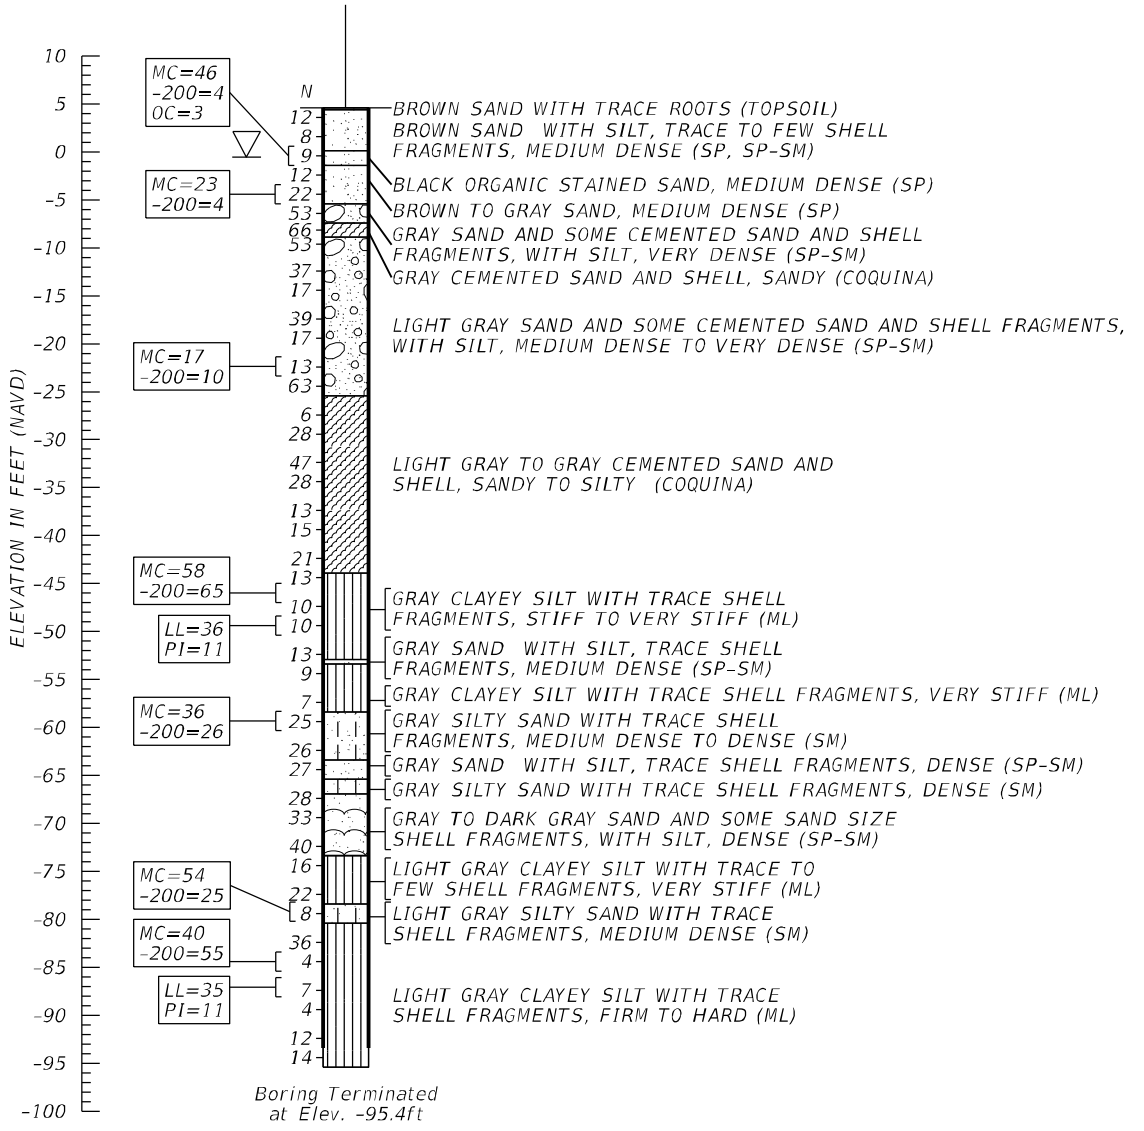 ELEVATION IN FEET (NAVD)
10
5
0
-5
-10
-15
-20
-25
-30
-35
-40
-45
-50
-55
-60
-65
-70
-75
-80
-85
-90
-95
-100
MC=46
-200=4
OC=3
MC=23
-200=4
MC=17
-200=10
MC=58
-200=65
LL=36
PI=11
MC=36
-200=26
MC=54
-200=25
MC=40
-200=55
LL=35
PI=11
N
12
8
9
12
22
53
66
53
37
17
39
17
13
63
6
28
47
28
13
15
21
13
10
10
13
9
7
25
26
27
28
33
40
16
22
8
36
4
7
4
12
14
BROWN SAND WITH TRACE ROOTS (TOPSOIL)
BROWN SAND WITH SILT, TRACE TO FEW SHELL
FRAGMENTS, MEDIUM DENSE (SP, SP-SM)
BLACK ORGANIC STAINED SAND, MEDIUM DENSE (SP)
BROWN TO GRAY SAND, MEDIUM DENSE (SP)
GRAY SAND AND SOME CEMENTED SAND AND SHELL
FRAGMENTS, WITH SILT, VERY DENSE (SP-SM)
GRAY CEMENTED SAND AND SHELL, SANDY (COQUINA)
LIGHT GRAY SAND AND SOME CEMENTED SAND AND SHELL FRAGMENTS,
WITH SILT, MEDIUM DENSE TO VERY DENSE (SP-SM)
LIGHT GRAY TO GRAY CEMENTED SAND AND
SHELL, SANDY TO SILTY (COQUINA)
GRAY CLAYEY SILT WITH TRACE SHELL
FRAGMENTS, STIFF TO VERY STIFF (ML)
GRAY SAND WITH SILT, TRACE SHELL
FRAGMENTS, MEDIUM DENSE (SP-SM)
GRAY CLAYEY SILT WITH TRACE SHELL FRAGMENTS, VERY STIFF (ML)
GRAY SILTY SAND WITH TRACE SHELL
FRAGMENTS, MEDIUM DENSE TO DENSE (SM)
GRAY SAND WITH SILT, TRACE SHELL FRAGMENTS, DENSE (SP-SM)
GRAY SILTY SAND WITH TRACE SHELL FRAGMENTS, DENSE (SM)
GRAY TO DARK GRAY SAND AND SOME SAND SIZE
SHELL FRAGMENTS, WITH SILT, DENSE (SP-SM)
LIGHT GRAY CLAYEY SILT WITH TRACE TO
FEW SHELL FRAGMENTS, VERY STIFF (ML)
LIGHT GRAY SILTY SAND WITH TRACE
SHELL FRAGMENTS, MEDIUM DENSE (SM)
LIGHT GRAY CLAYEY SILT WITH TRACE
SHELL FRAGMENTS, FIRM TO HARD (ML)
Boring Terminated
at Elev. -95.4ft